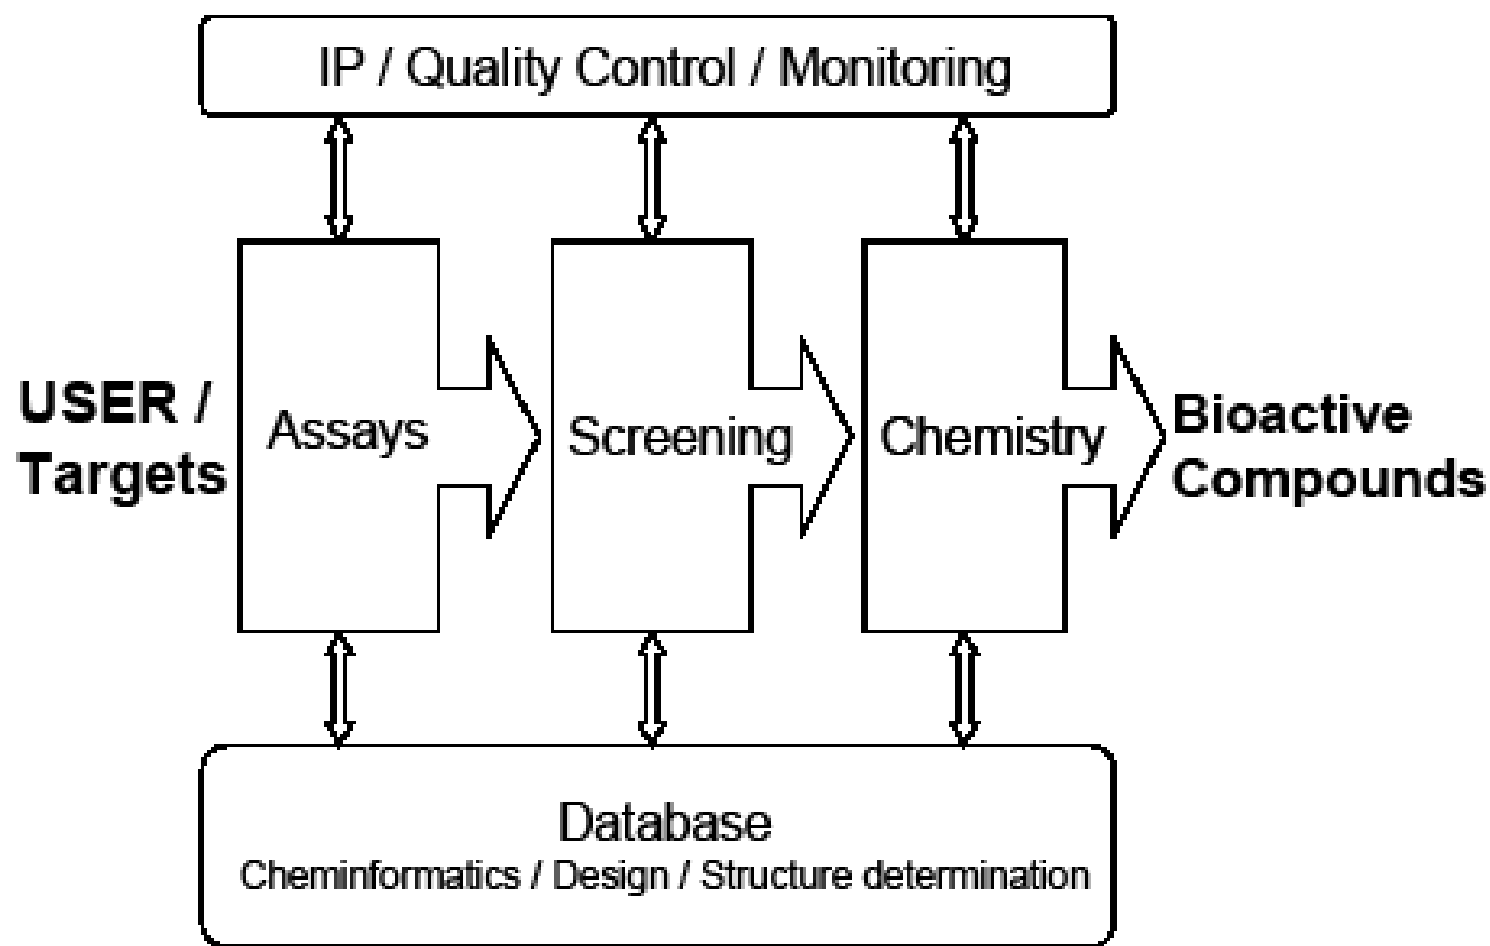 IP / Quality Control / Monitoring
USER /
Targets
Assays
Screening
Chemistry
Bioactive
Compounds
Database
Cheminformatics / Design / Structure determination